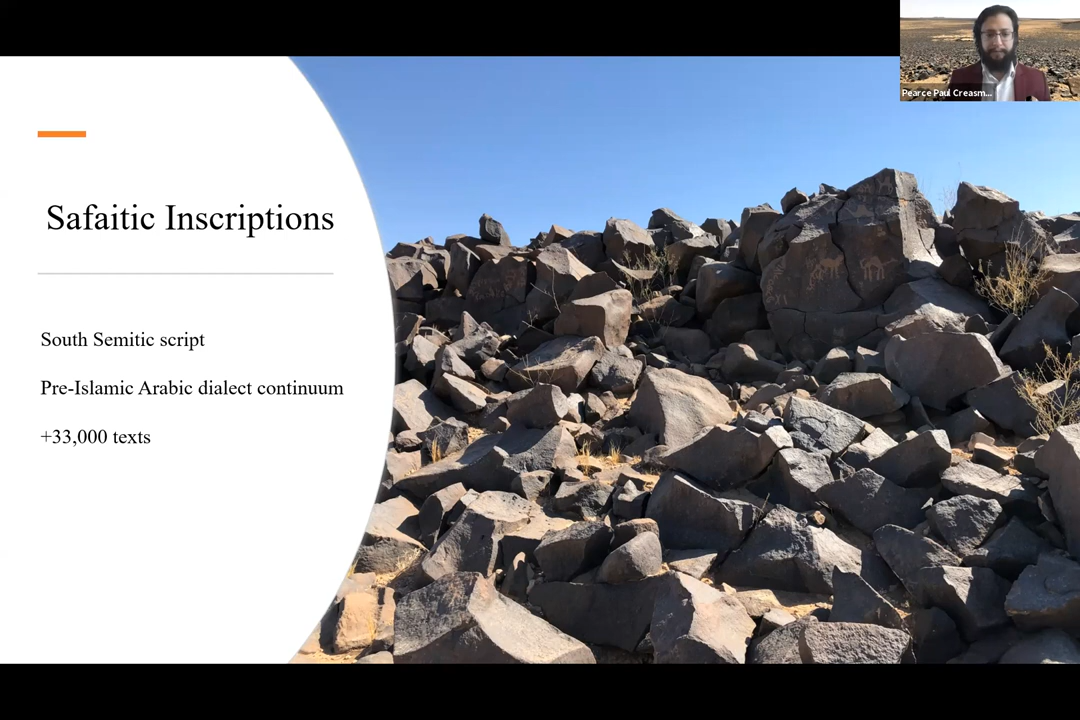 Pearce Paul Creasm...
Safaitic Inscriptions
South Semitic script
Pre-Islamic Arabic dialect continuum
+33,000 texts